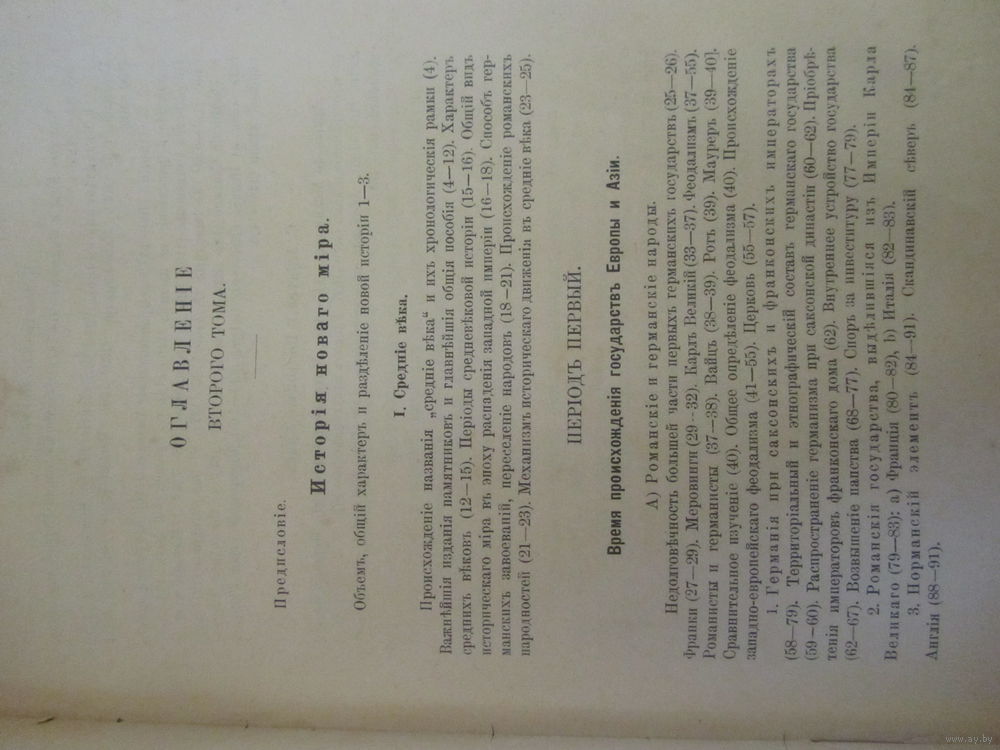 ОГЛАВЛЕНІЕ
ВТОРОГО ТОМА.
Предисловіе.
Исторія новаго міра.
Объемъ, общій характеръ и раздѣленіе новой исторіи 1—3.
I. Средніе вѣка.
Происхожденіе названія „средніе вѣка“ и ихъ хронологическія рамки (4).
Важнѣйшія изданія памятниковъ и главнѣйшія общія пособія (4—12). Характеръ
среднихъ вѣковъ (12—15). Періоды средневѣковой исторіи (15—16). Общій видъ
историческаго міра въ эпоху распаденія западной имперіи (16—18). Способъ гер-
манскихъ завоеваній, переселеніе народовъ (18—21). Происхожденіе романскихъ
народностей (21—23). Механизмъ историческаго движенія въ средніе вѣка (23—25).
ПЕРІОДЪ ПЕРВЫЙ.
Время происхожденія государствъ Европы и Азіи.
А) Романскіе и германскіе народы.
Недолговѣчность большей части первыхъ германскихъ государствъ (25—26).
Франки (27—29). Меровинги (29—32). Карлъ Великій (33—37). Феодализмъ (37—55).
Романисты и германисты (37—38). Вайцъ (38—39). Ротъ (39). Мауреръ (39—40].
Сравнительное изученіе (40). Общее опредѣленіе феодализма (40). Происхожденіе
западно-европейскаго феодализма (41—55). Церковь (55—57).
1. Германія при саксонскихъ и франконскихъ императорахъ
(58—79). Территоріальный и этнографическій составъ германскаго государства
(59—60). Распространеніе германизма при саксонской династіи (60—62). Пріобрѣ-
тенія императоровъ франконскаго дома (62). Внутреннее устройство государства
(62—67). Возвышеніе папства (68—77). Споръ за инвеституру (77—79).
2. Романскія государства, выдѣлившіяся изъ Имперіи Карла
Великаго (79—83): а) Франція (80—82), b) Италія (82—83).
3. Норманскій элементъ (84—91). Скандинавскій сѣверъ (84—87).
Англія (88—91).
www.ay.by